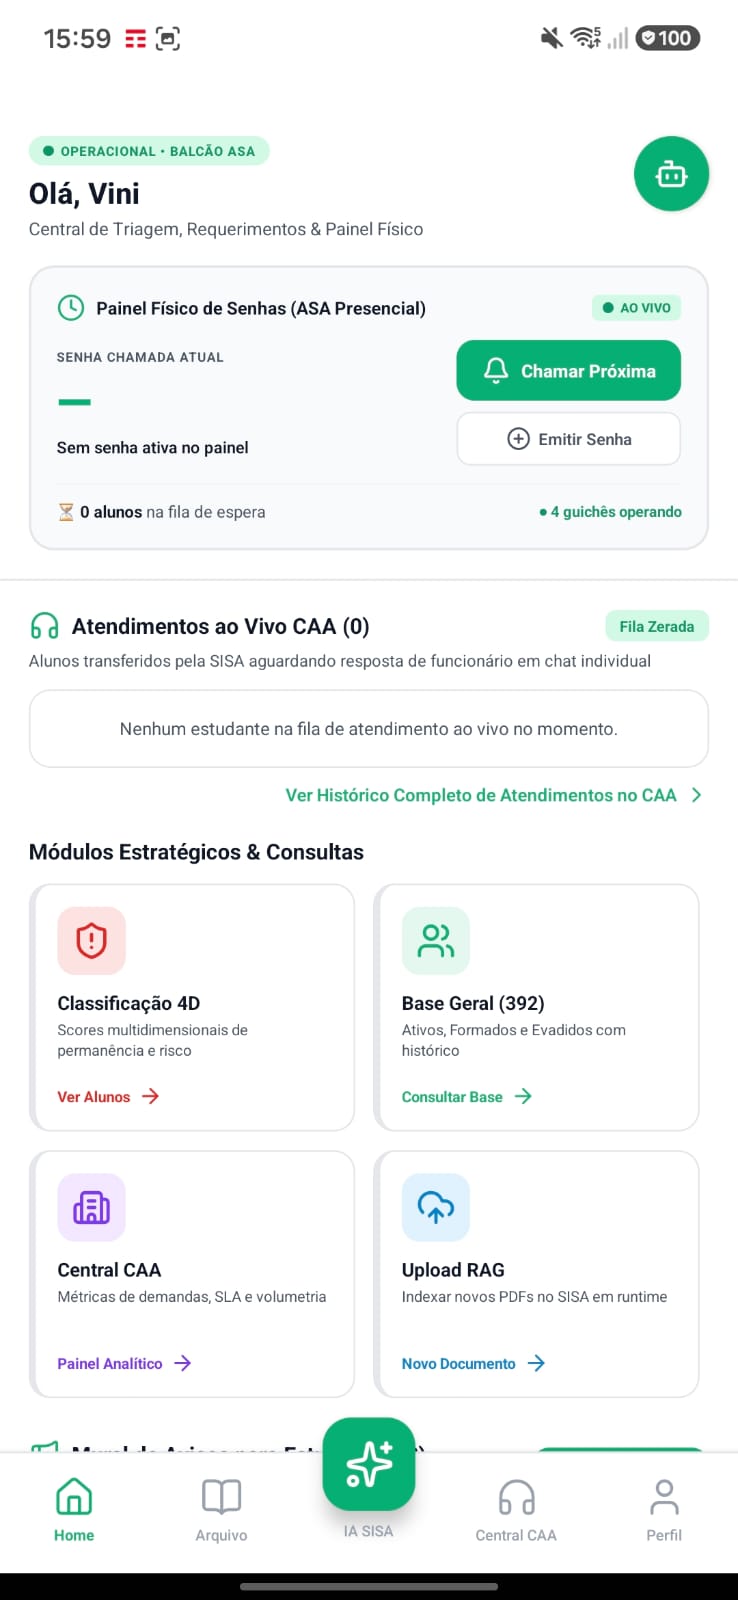 15:59
5
100
OPERACIONAL • BALCÃO ASA
Olá, Vini
Central de Triagem, Requerimentos & Painel Físico
Painel Físico de Senhas (ASA Presencial)
AO VIVO
SENHA CHAMADA ATUAL
Chamar Próxima
Emitir Senha
Sem senha ativa no painel
⏳ 0 alunos na fila de espera
• 4 guichês operando
Atendimentos ao Vivo CAA (0)
Fila Zerada
Alunos transferidos pela SISA aguardando resposta de funcionário em chat individual
Nenhum estudante na fila de atendimento ao vivo no momento.
Ver Histórico Completo de Atendimentos no CAA
Módulos Estratégicos & Consultas
Classificação 4D
Scores multidimensionais de
permanência e risco
Ver Alunos
Base Geral (392)
Ativos, Formados e Evadidos com
histórico
Consultar Base
Central CAA
Métricas de demandas, SLA e volumetria
Painel Analítico
Upload RAG
Indexar novos PDFs no SISA em runtime
Novo Documento
Mural de Avisos para
Home
Arquivo
IA SISA
Central CAA
Perfil